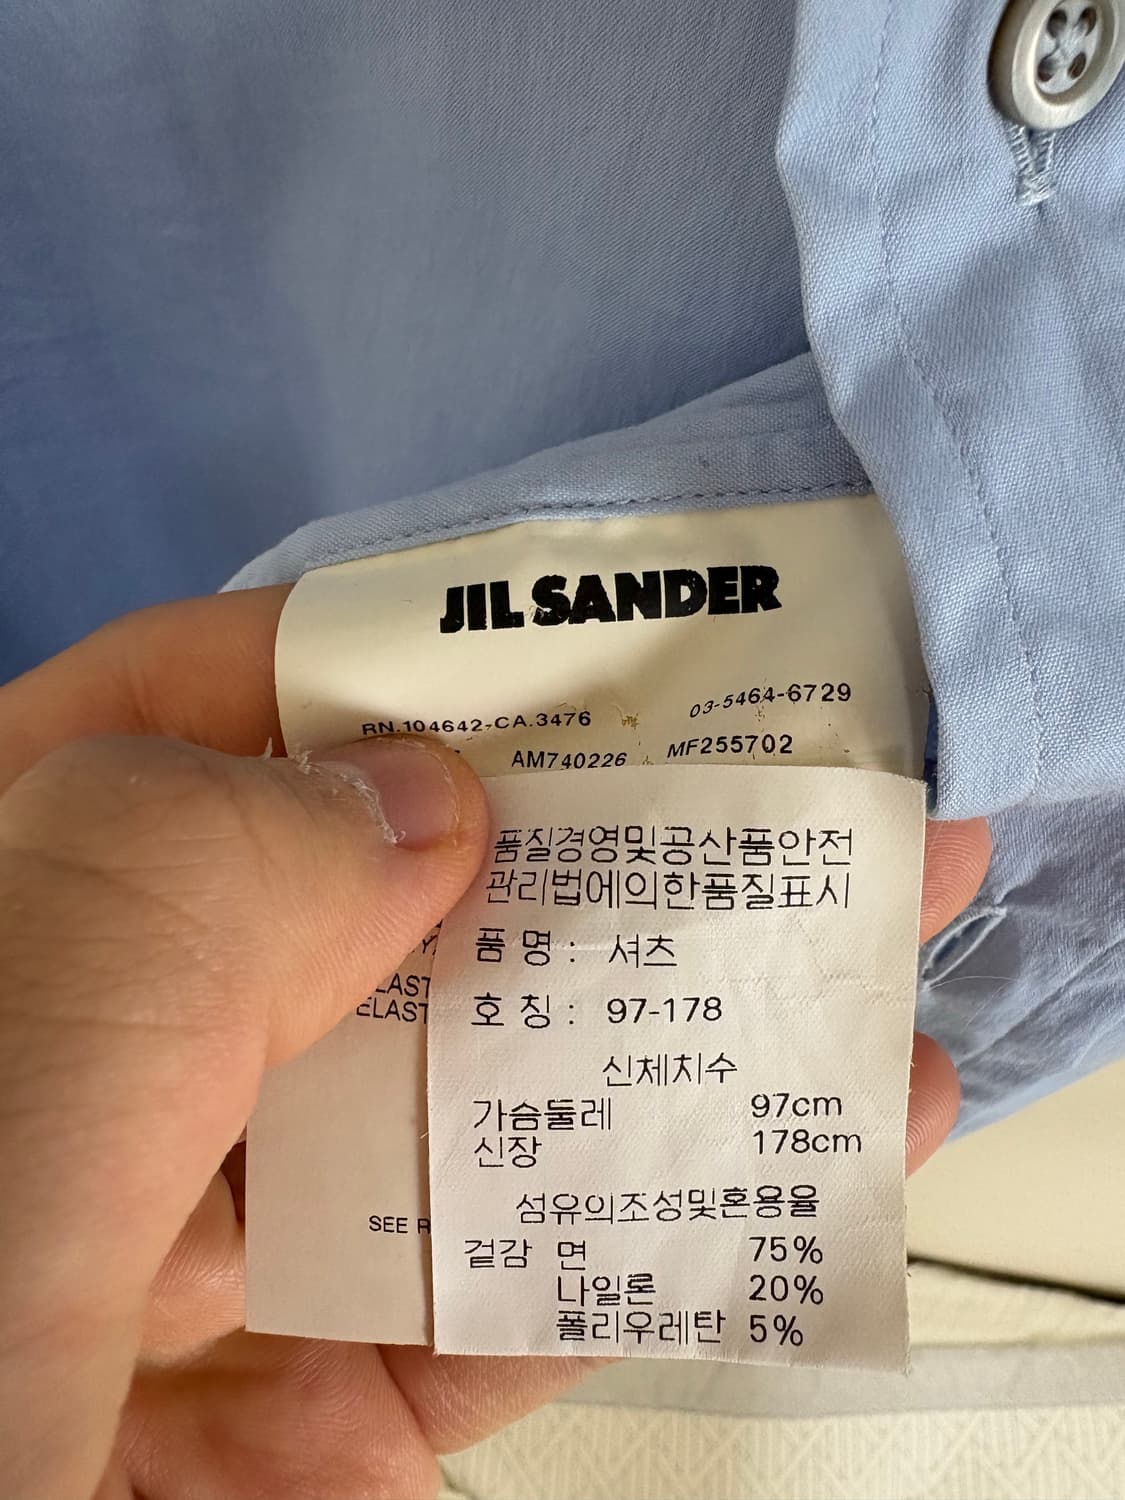 JIL SANDER
RN.104642-CA.3476 03-5464-6729
AM740226 MF255702
품질경영및공산품안전
관리법에의한품질표시
품 명 : 셔츠
호 칭 : 97-178
신체치수
가슴둘레 97cm
신장 178cm
섬유의조성및혼용율
겉감 면 75%
나일론 20%
폴리우레탄 5%
SEE